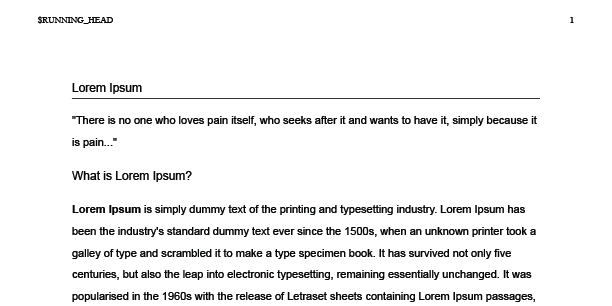 $RUNNING_HEAD 1
Lorem Ipsum
"There is no one who loves pain itself, who seeks after it and wants to have it, simply because it
is pain..."
What is Lorem Ipsum?
Lorem Ipsum is simply dummy text of the printing and typesetting industry. Lorem Ipsum has
been the industry's standard dummy text ever since the 1500s, when an unknown printer took a
galley of type and scrambled it to make a type specimen book. It has survived not only five
centuries, but also the leap into electronic typesetting, remaining essentially unchanged. It was
popularised in the 1960s with the release of Letraset sheets containing Lorem Ipsum passages,